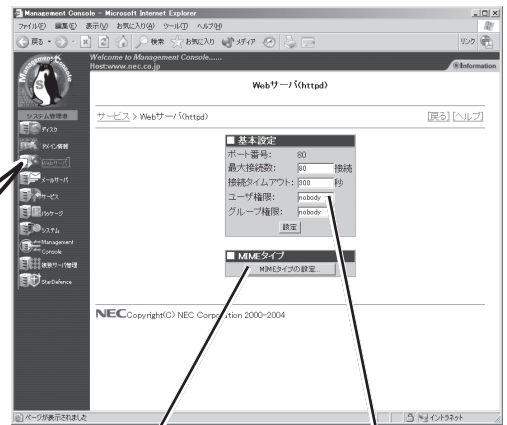 Management Console - Microsoft Internet Explorer
ファイル(F) 編集(E) 表示(V) お気に入り(A) ツール(T) ヘルプ(H)
戻る 検索 お気に入り メディア リンク
Management Console
Welcome to Management Console......
Host:www.nec.co.jp
Information
Webサーバ(httpd)
システム管理者
サービス > Webサーバ(httpd)
[戻る] [ヘルプ]
ディスク
ドメイン情報
Webサーバ
メールサーバ
サービス
パッケージ
システム
Management Console
複数サーバ管理
StarDefence
■ 基本設定
ポート番号: 80
最大接続数: 80 接続
接続タイムアウト: 300 秒
ユーザ権限: nobody
グループ権限: nobody
設定
■ MIMEタイプ
MIMEタイプの設定...
NEC Copyright(C) NEC Corporation 2000-2004
ページが表示されました
イントラネット